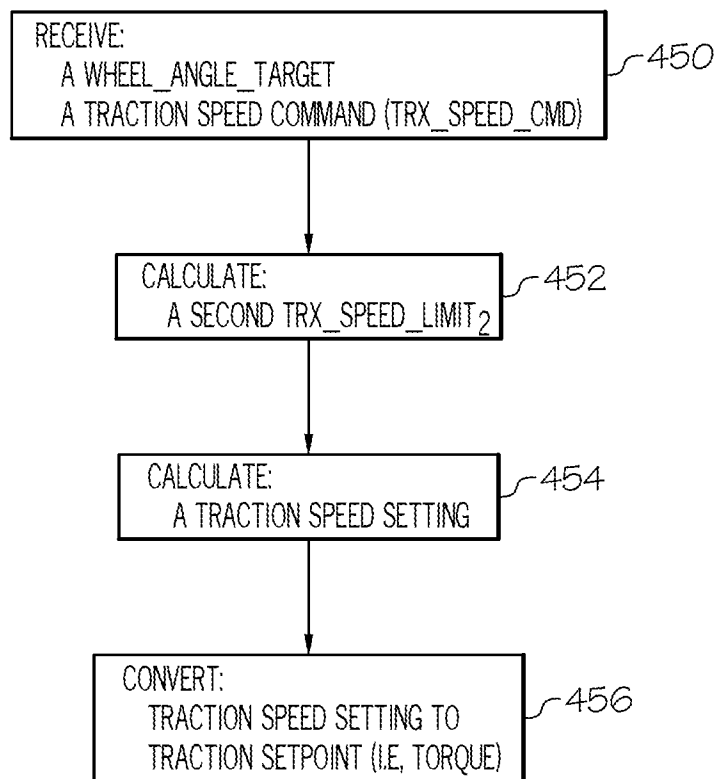 RECEIVE:
A WHEEL_ANGLE_TARGET
A TRACTION SPEED COMMAND (TRX_SPEED_CMD)
450
CALCULATE:
A SECOND TRX_SPEED_LIMIT2
452
CALCULATE:
A TRACTION SPEED SETTING
454
CONVERT:
TRACTION SPEED SETTING TO
TRACTION SETPOINT (I.E, TORQUE)
456